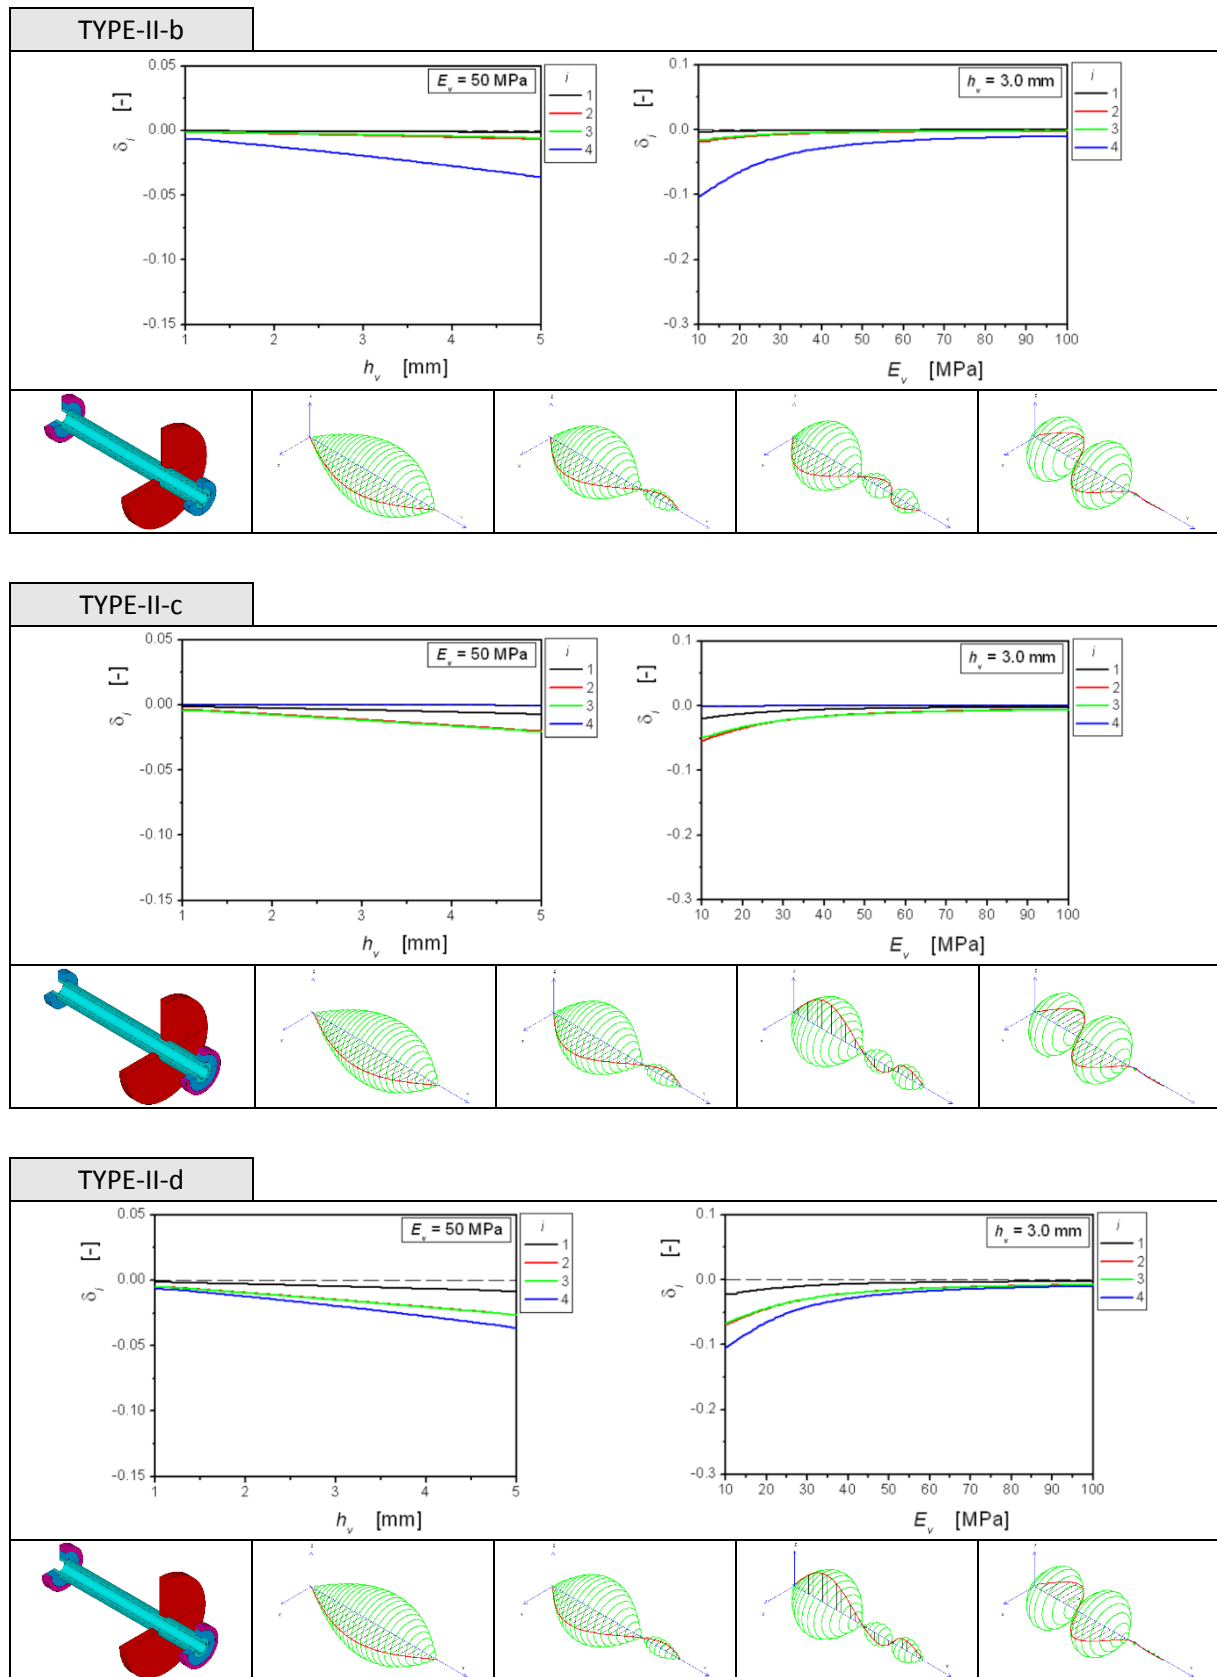 TYPE-II-b
0.05
0.00
-0.05
-0.10
-0.15
δi [-]
Ev = 50 MPa
i
1
2
3
4
1 2 3 4 5
hv [mm]
0.1
0.0
-0.1
-0.2
-0.3
δi [-]
hv = 3.0 mm
i
1
2
3
4
10 20 30 40 50 60 70 80 90 100
Ev [MPa]
TYPE-II-c
0.05
0.00
-0.05
-0.10
-0.15
δi [-]
Ev = 50 MPa
i
1
2
3
4
1 2 3 4 5
hv [mm]
0.1
0.0
-0.1
-0.2
-0.3
δi [-]
hv = 3.0 mm
i
1
2
3
4
10 20 30 40 50 60 70 80 90 100
Ev [MPa]
TYPE-II-d
0.05
0.00
-0.05
-0.10
-0.15
δi [-]
Ev = 50 MPa
i
1
2
3
4
1 2 3 4 5
hv [mm]
0.1
0.0
-0.1
-0.2
-0.3
δi [-]
hv = 3.0 mm
i
1
2
3
4
10 20 30 40 50 60 70 80 90 100
Ev [MPa]